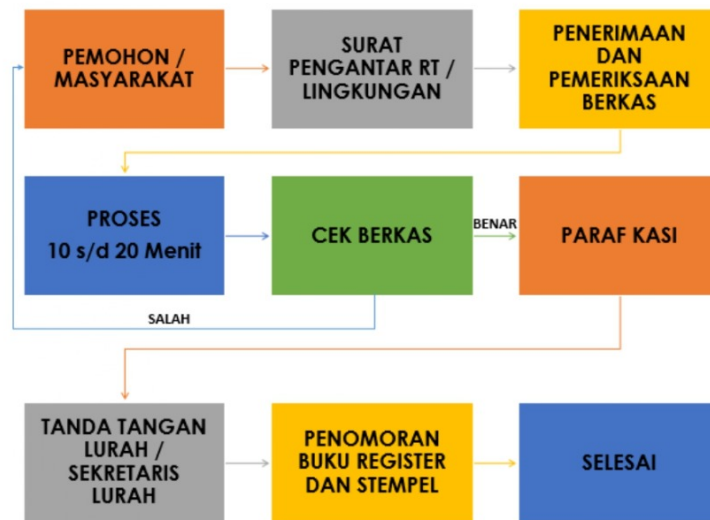 PEMOHON /
MASYARAKAT
SURAT
PENGANTAR RT /
LINGKUNGAN
PENERIMAAN
DAN
PEMERIKSAAN
BERKAS
PROSES
10 s/d 20 Menit
CEK BERKAS
BENAR
PARAF KASI
SALAH
TANDA TANGAN
LURAH /
SEKRETARIS
LURAH
PENOMORAN
BUKU REGISTER
DAN STEMPEL
SELESAI